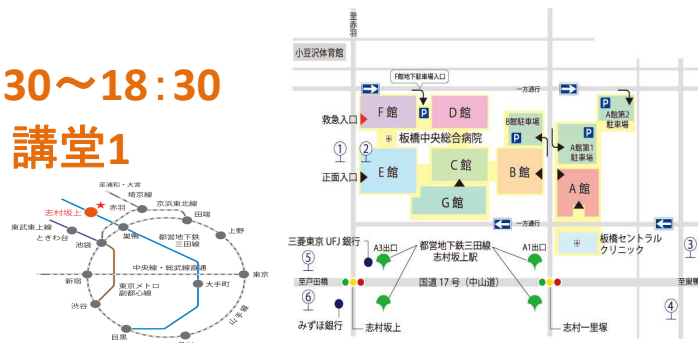 30～18：30
講堂1
至浦和・大宮
埼京線
京浜東北線
志村坂上
赤羽
田端
東武東上線
ときわ台
巣鴨
都営地下鉄
三田線
上野
池袋
中央線・総武線直通
新宿
東京
東京メトロ
副都心線
大手町
渋谷
山手線
目黒
至赤羽
小豆沢体育館
F館地下駐車場入口
一方通行
F館
P
D館
救急入口
板橋中央総合病院
B館駐車場
P
A館第2
駐車場
P
A館第1
駐車場
①
②
正面入口
E館
C館
B館
A館
G館
一方通行
三菱東京UFJ銀行
A3出口
都営地下鉄三田線
志村坂上駅
A1出口
板橋セントラル
クリニック
③
⑤
至戸田橋
国道17号（中山道）
至巣鴨
⑥
④
みずほ銀行
志村坂上
志村一里塚